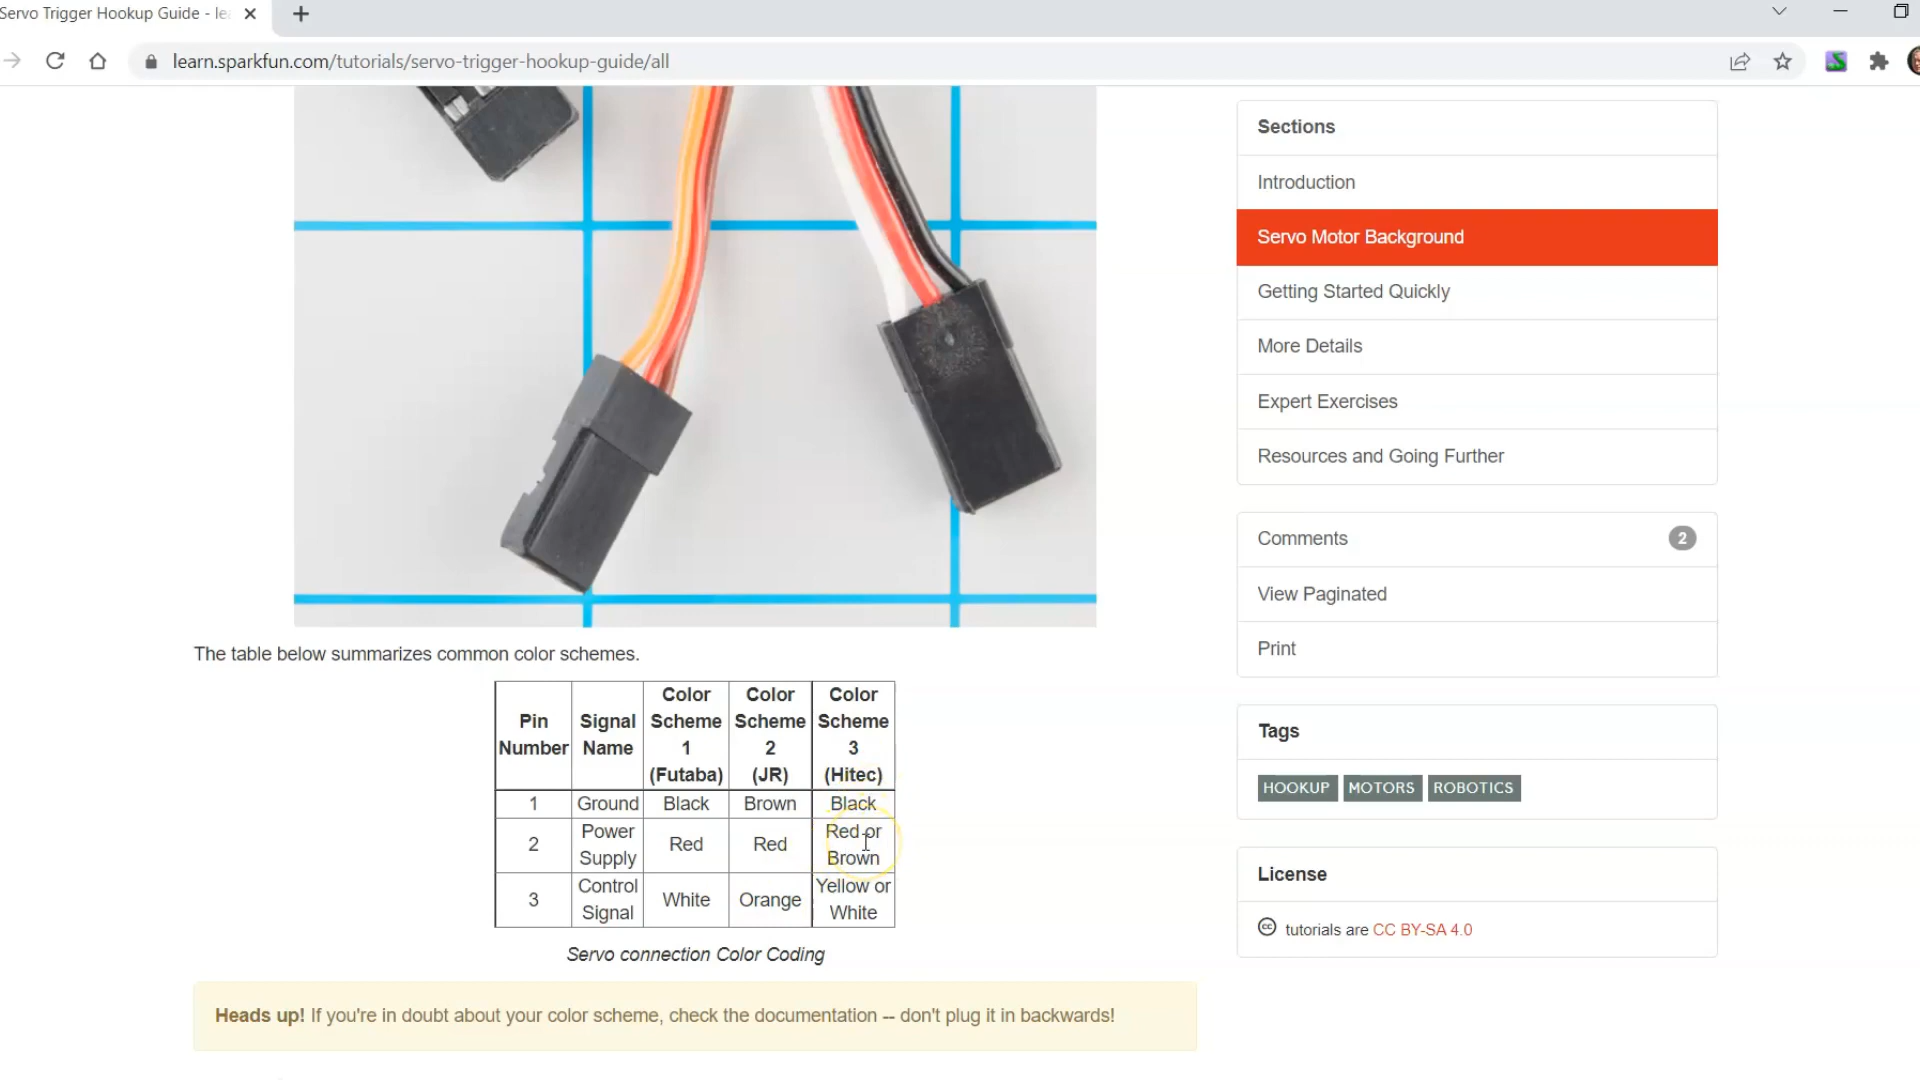 Servo Trigger Hookup Guide - le
learn.sparkfun.com/tutorials/servo-trigger-hookup-guide/all
Sections
Introduction
Servo Motor Background
Getting Started Quickly
More Details
Expert Exercises
Resources and Going Further
Comments 2
View Paginated
Print
Tags
HOOKUP MOTORS ROBOTICS
License
tutorials are CC BY-SA 4.0
The table below summarizes common color schemes.
Pin Number Signal Name Color Scheme 1 (Futaba) Color Scheme 2 (JR) Color Scheme 3 (Hitec)
1 Ground Black Brown Black
2 Power Supply Red Red Red or Brown
3 Control Signal White Orange Yellow or White
Servo connection Color Coding
Heads up! If you're in doubt about your color scheme, check the documentation -- don't plug it in backwards!